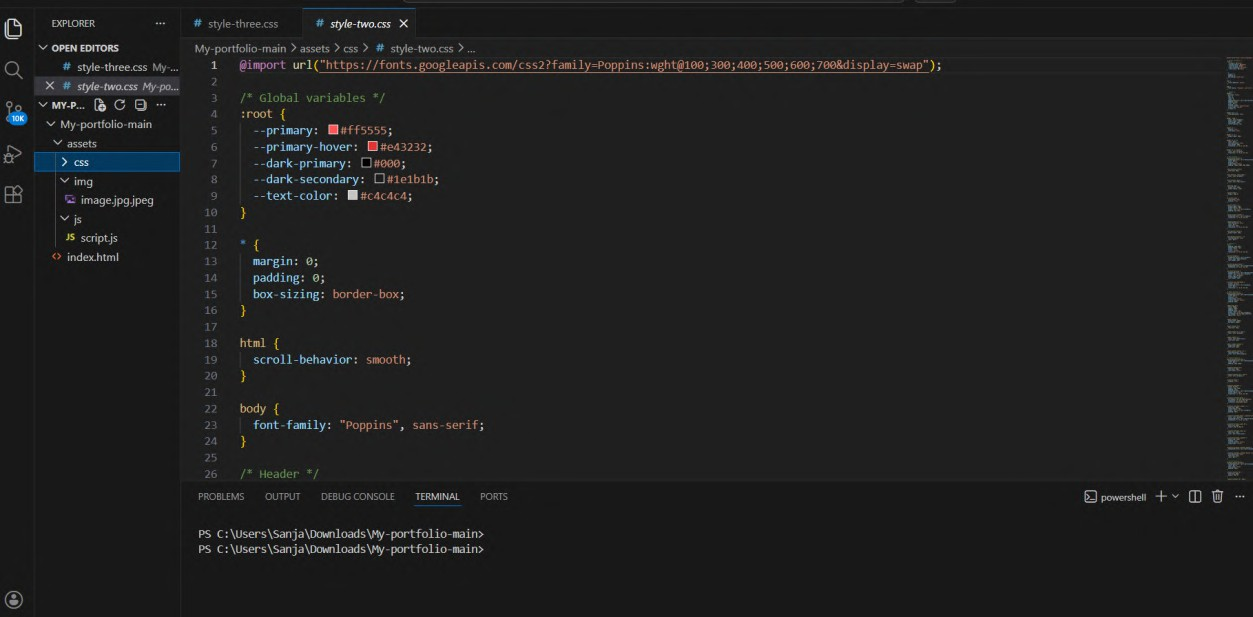 EXPLORER
OPEN EDITORS
# style-three.css My-...
# style-two.css My-po...
MY-P...
My-portfolio-main
assets
css
img
image.jpg.jpeg
js
JS script.js
<> index.html
10K
# style-three.css
# style-two.css
My-portfolio-main > assets > css > # style-two.css > ...
1 @import url("https://fonts.googleapis.com/css2?family=Poppins:wght@100;300;400;500;600;700&display=swap");
2
3 /* Global variables */
4 :root {
5 --primary: #ff5555;
6 --primary-hover: #e43232;
7 --dark-primary: #000;
8 --dark-secondary: #1e1b1b;
9 --text-color: #c4c4c4;
10 }
11
12 * {
13 margin: 0;
14 padding: 0;
15 box-sizing: border-box;
16 }
17
18 html {
19 scroll-behavior: smooth;
20 }
21
22 body {
23 font-family: "Poppins", sans-serif;
24 }
25
26 /* Header */
PROBLEMS OUTPUT DEBUG CONSOLE TERMINAL PORTS
powershell
PS C:\Users\Sanja\Downloads\My-portfolio-main>
PS C:\Users\Sanja\Downloads\My-portfolio-main>